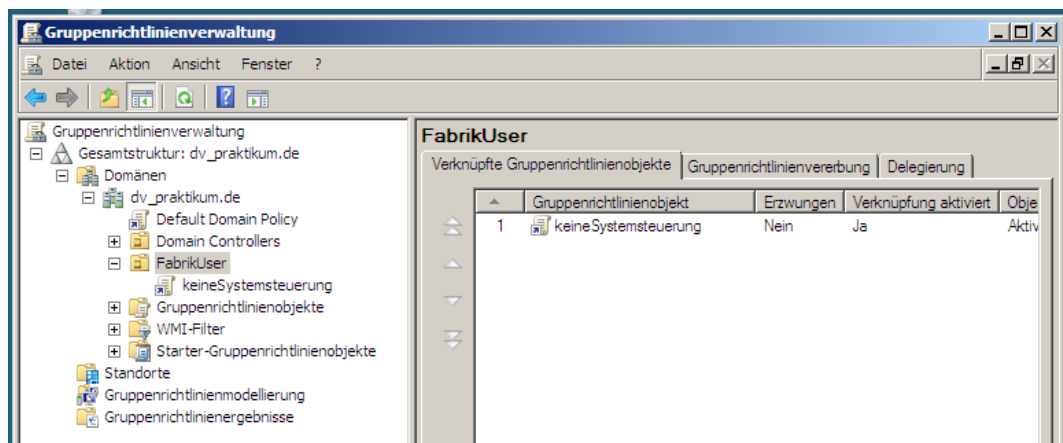 Gruppenrichtlinienverwaltung
Datei Aktion Ansicht Fenster ?
Gruppenrichtlinienverwaltung
Gesamtstruktur: dv_praktikum.de
Domänen
dv_praktikum.de
Default Domain Policy
Domain Controllers
FabrikUser
keineSystemsteuerung
Gruppenrichtlinienobjekte
WMI-Filter
Starter-Gruppenrichtlinienobjekte
Standorte
Gruppenrichtlinienmodellierung
Gruppenrichtlinienergebnisse
FabrikUser
Verknüpfte Gruppenrichtlinienobjekte Gruppenrichtlinienvererbung Delegierung
Gruppenrichtlinienobjekt Erzwungen Verknüpfung aktiviert Obje
1 keineSystemsteuerung Nein Ja Aktiv